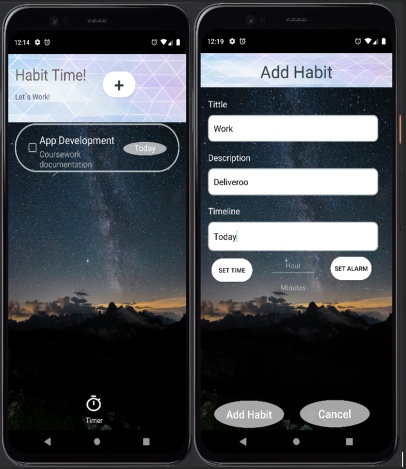 12:14
Habit Time!
Let's Work!
+
App Development
Coursework
documentation
Today
Timer
12:19
Add Habit
Tittle
Work
Description
Deliveroo
Timeline
Today
SET TIME
Hour
SET ALARM
Minutes
Add Habit
Cancel